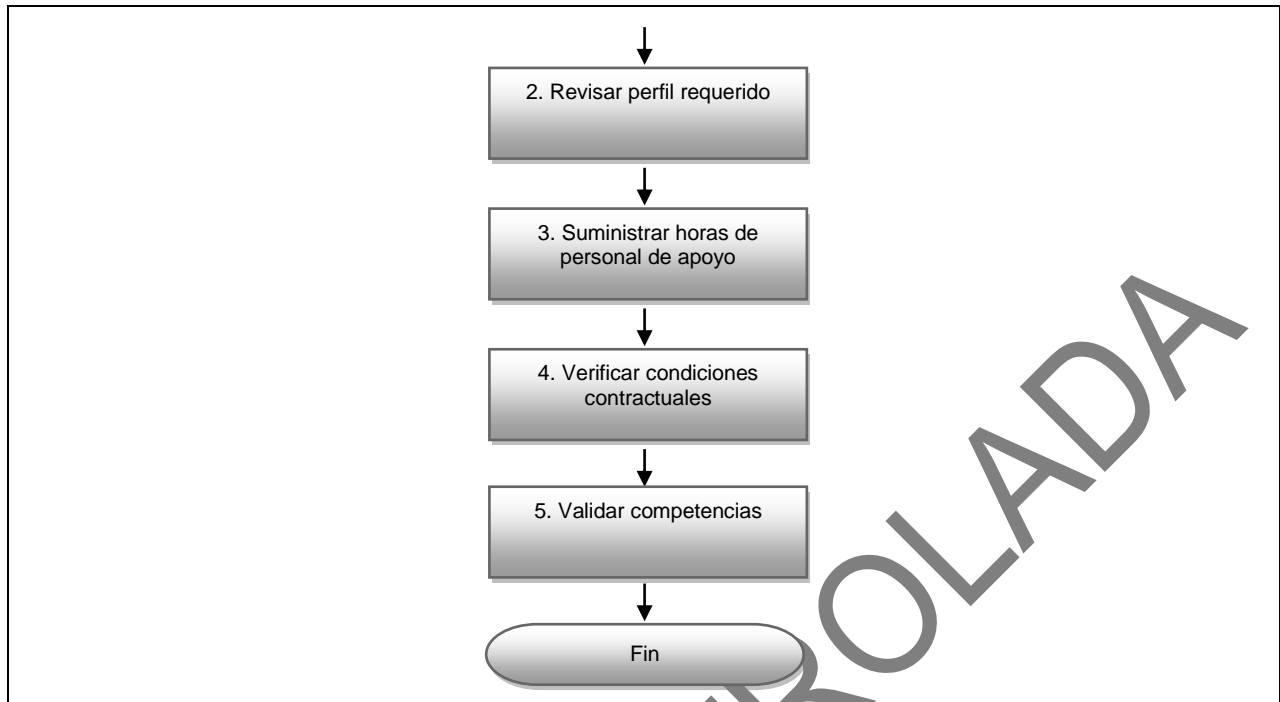 2. Revisar perfil requerido
3. Suministrar horas de
personal de apoyo
4. Verificar condiciones
contractuales
5. Validar competencias
Fin
ROLADA